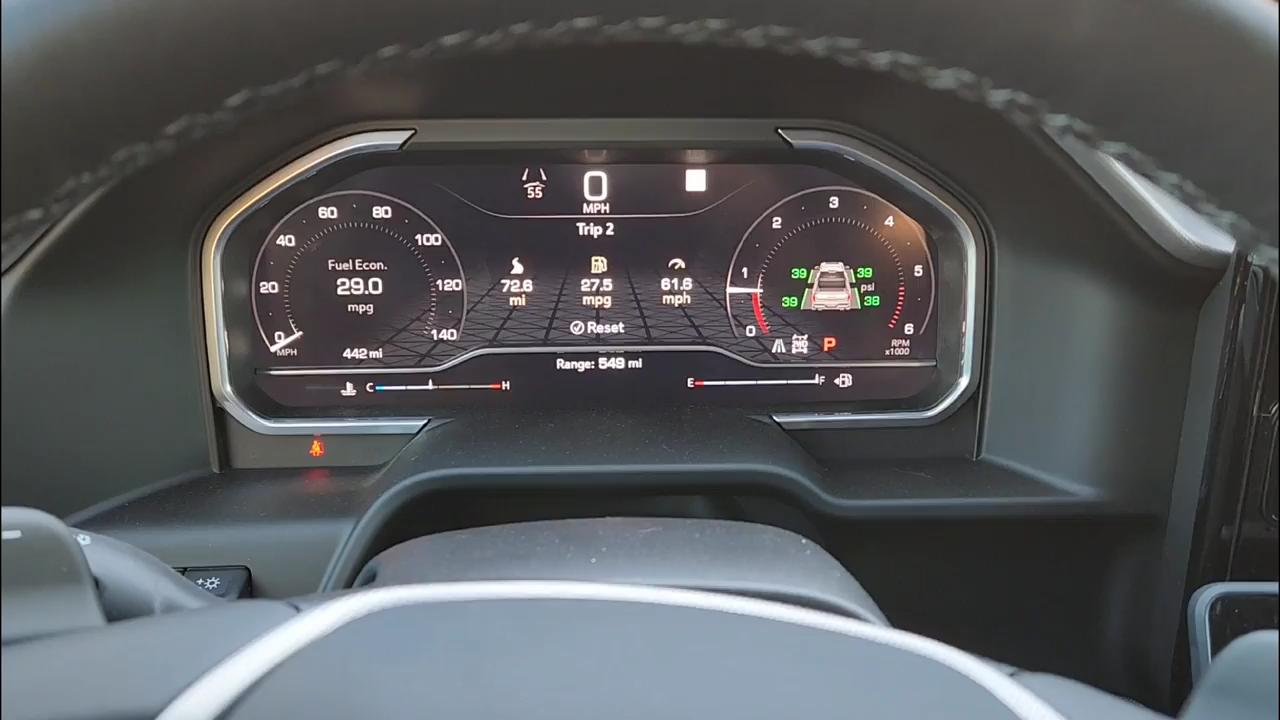 55
0
MPH
Trip 2
0
20
40
60
80
100
120
140
MPH
Fuel Econ.
29.0
mpg
442 mi
72.6
mi
27.5
mpg
61.6
mph
Reset
Range: 549 mi
0
1
2
3
4
5
6
RPM
x1000
39 39
psi
39 38
2WD
P
C H
E F